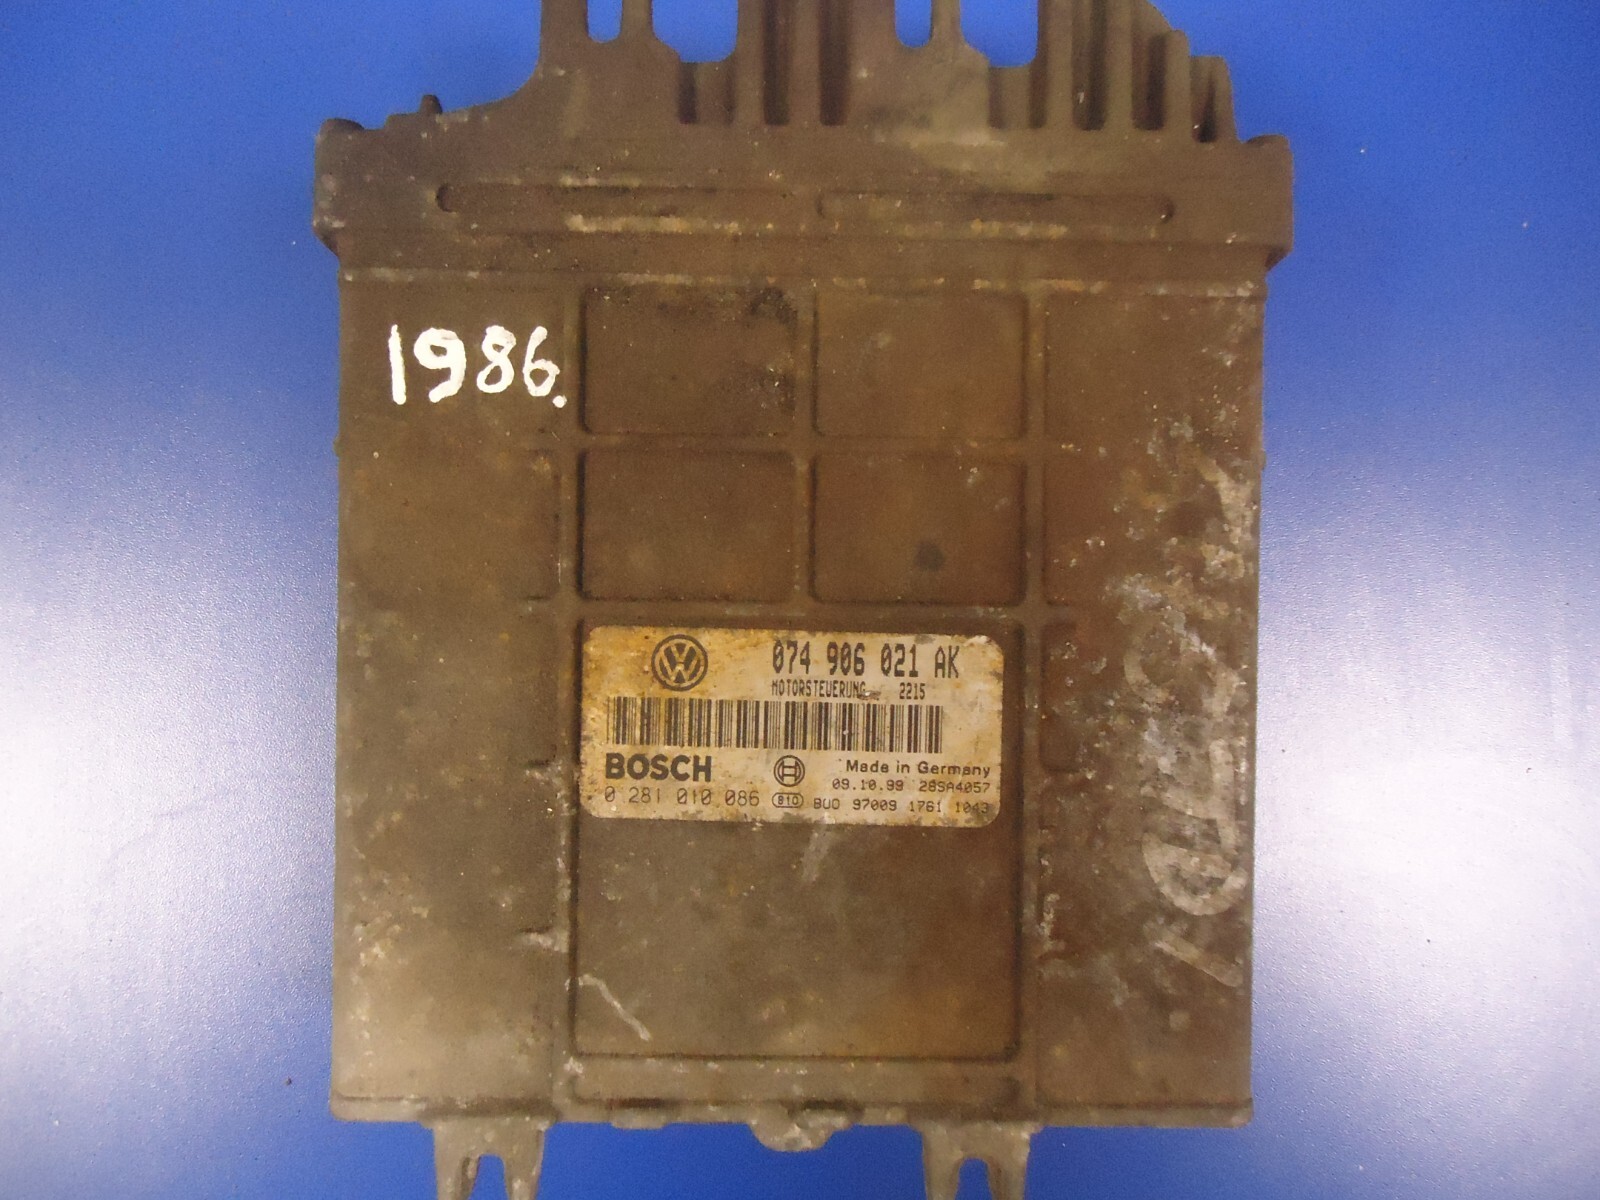 1986.
074 906 021 AK
MOTORSTEUERUNG 2215
BOSCH
Made in Germany
09.10.99 28SA4057
0 281 010 086 810 BUO 97009 1761 1043